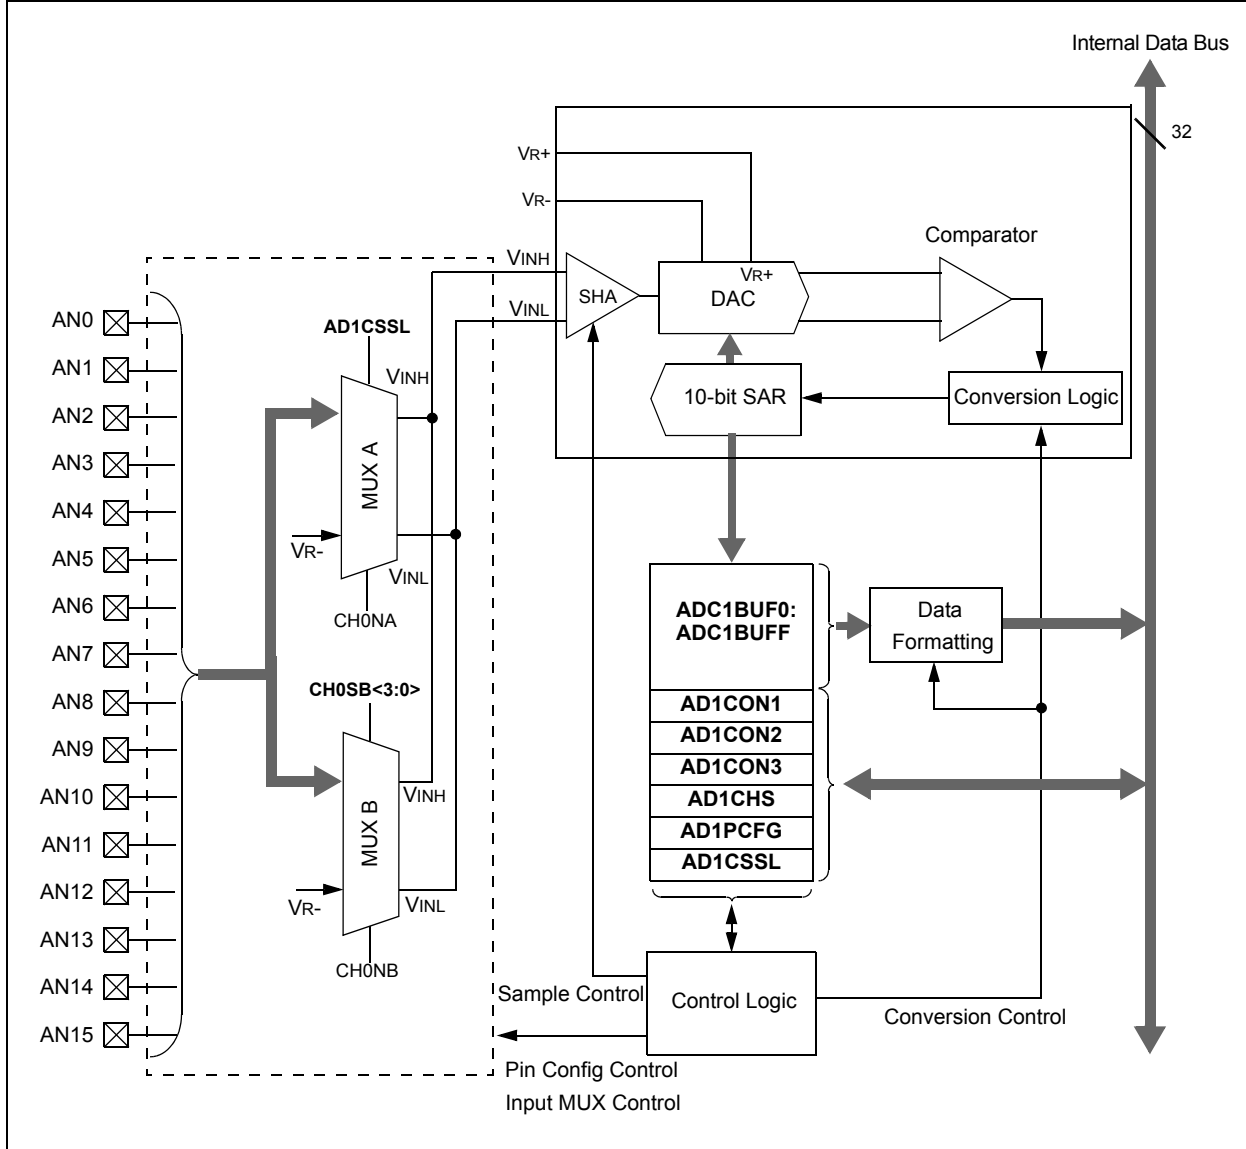 Internal Data Bus
32
VR+
VR-
Comparator
VINH
VINL
SHA
VR+
DAC
10-bit SAR
Conversion Logic
AN0
AN1
AN2
AN3
AN4
AN5
AN6
AN7
AN8
AN9
AN10
AN11
AN12
AN13
AN14
AN15
AD1CSSL
VINH
MUX A
VR-
VINL
CH0NA
CH0SB<3:0>
VINH
MUX B
VR-
VINL
CH0NB
ADC1BUF0:
ADC1BUFF
Data
Formatting
AD1CON1
AD1CON2
AD1CON3
AD1CHS
AD1PCFG
AD1CSSL
Sample Control
Control Logic
Conversion Control
Pin Config Control
Input MUX Control